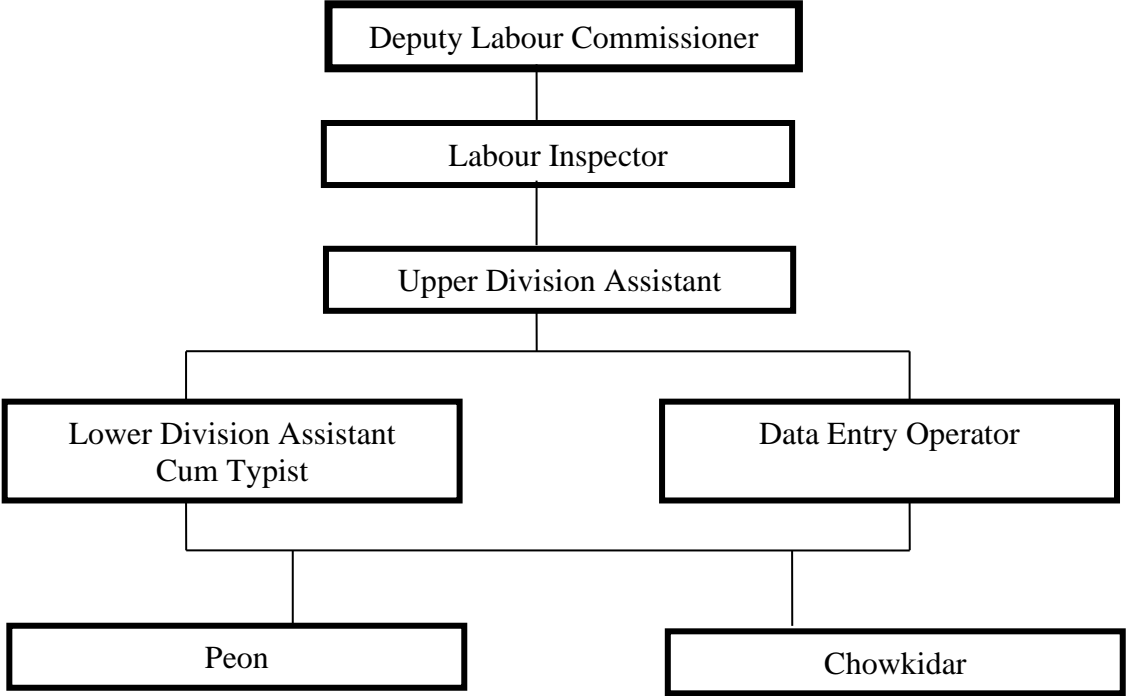 Deputy Labour Commissioner
Labour Inspector
Upper Division Assistant
Lower Division Assistant
Cum Typist
Data Entry Operator
Peon
Chowkidar